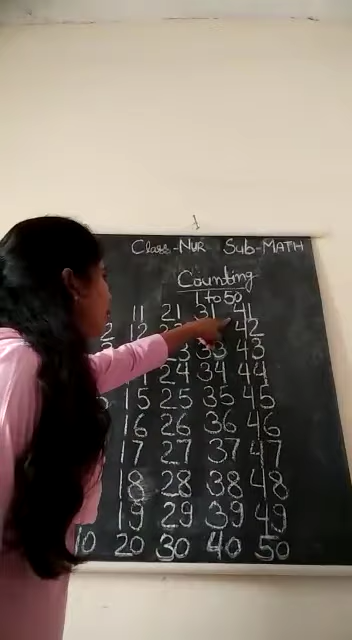 Class-NUR Sub-MATH
Counting
1 to 50
11 21 31 41
2 12 42
23 33 43
24 34 44
15 25 35 45
16 26 36 46
17 27 37 47
18 28 38 48
19 29 39 49
10 20 30 40 50